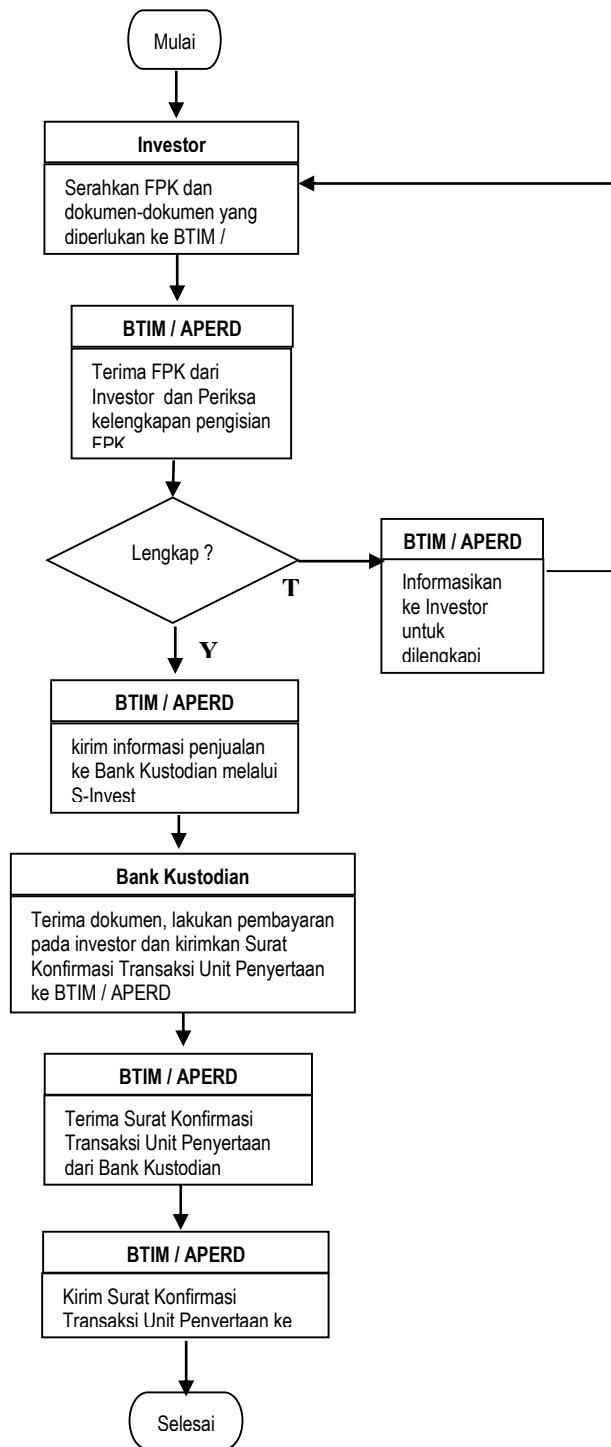 Mulai
Investor
Serahkan FPK dan
dokumen-dokumen yang
diperlukan ke BTIM /
BTIM / APERD
Terima FPK dari
Investor dan Periksa
kelengkapan pengisian
FPK
Lengkap ?
T
BTIM / APERD
Informasikan
ke Investor
untuk
dilengkapi
Y
BTIM / APERD
kirim informasi penjualan
ke Bank Kustodian melalui
S-Invest
Bank Kustodian
Terima dokumen, lakukan pembayaran
pada investor dan kirimkan Surat
Konfirmasi Transaksi Unit Penyertaan
ke BTIM / APERD
BTIM / APERD
Terima Surat Konfirmasi
Transaksi Unit Penyertaan
dari Bank Kustodian
BTIM / APERD
Kirim Surat Konfirmasi
Transaksi Unit Penyertaan ke
Selesai